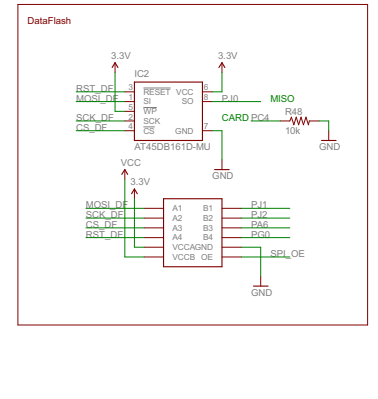 DataFlash
3.3V 3.3V
IC2
RST_DF 3 RESET VCC 6
MOSI_DF 1 SI SO 8 PJ0 MISO
5 WP
SCK_DF 2 SCK
CS_DF 4 CS GND 7
AT45DB161D-MU
GND
CARD PC4 R48
10k
GND
VCC
3.3V
MOSI_DF A1 B1 PJ1
SCK_DF A2 B2 PJ2
CS_DF A3 B3 PA6
RST_DF A4 B4 PG0
VCCA GND
VCCB OE SPI_OE
GND